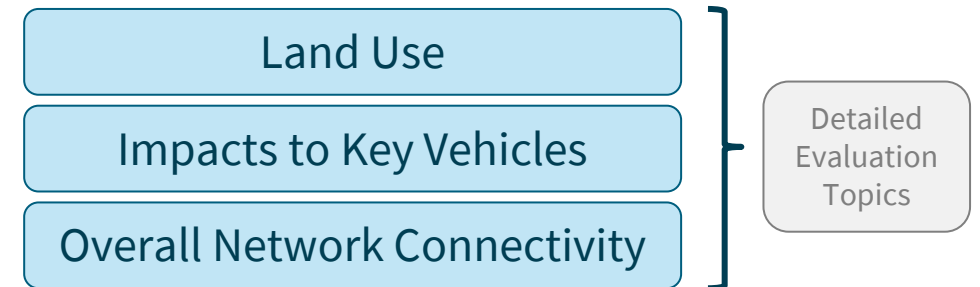 Land Use
Impacts to Key Vehicles
Overall Network Connectivity
Detailed
Evaluation
Topics